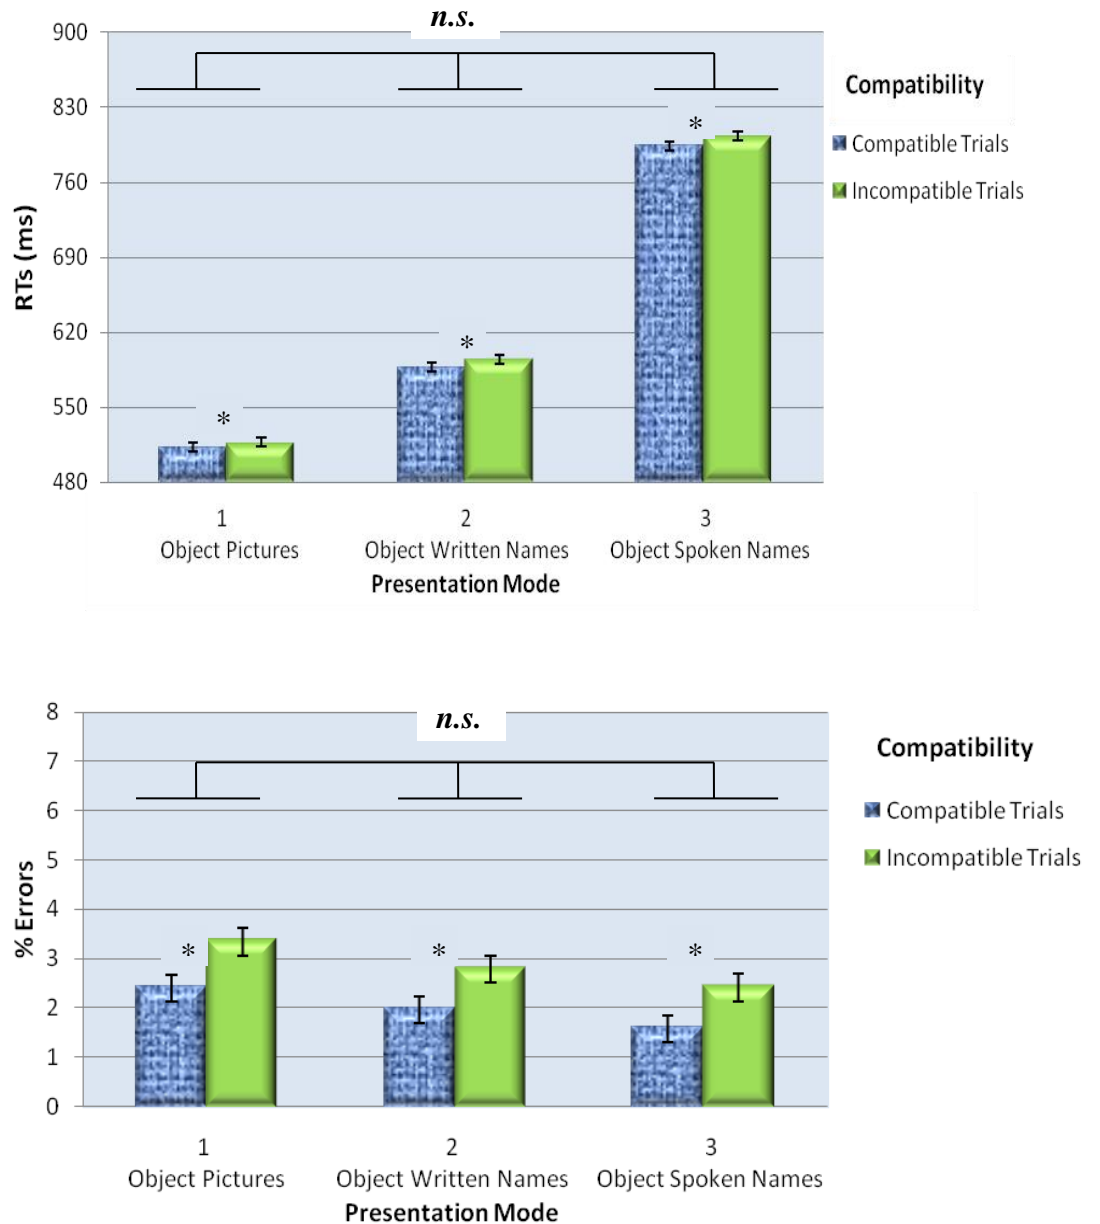 n.s.
900
830
760
690
620
550
480
RTs (ms)
*
*
*
1
2
3
Object Pictures
Object Written Names
Object Spoken Names
Presentation Mode
Compatibility
Compatible Trials
Incompatible Trials
n.s.
8
7
6
5
4
3
2
1
0
% Errors
*
*
*
1
2
3
Object Pictures
Object Written Names
Object Spoken Names
Presentation Mode
Compatibility
Compatible Trials
Incompatible Trials